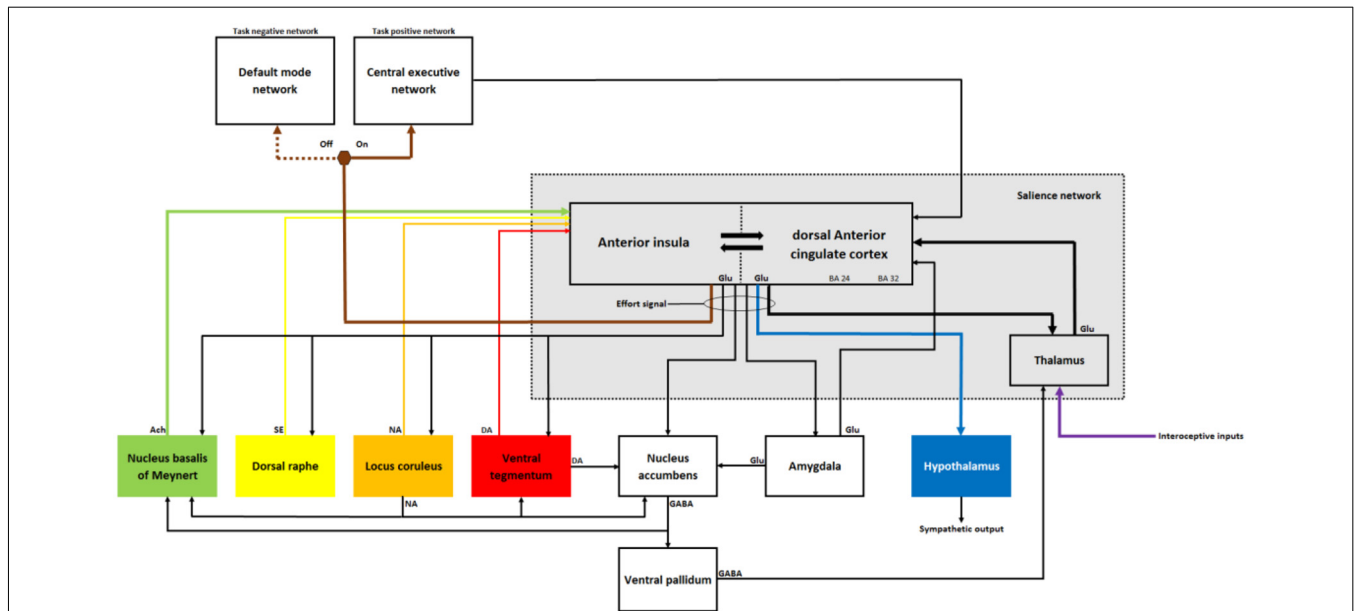 Task negative network
Task positive network
Default mode
network
Central executive
network
Off
On
Salience network
Anterior insula
dorsal Anterior
cingulate cortex
Glu
Glu
BA 24
BA 32
Effort signal
Glu
Thalamus
Ach
SE
NA
DA
Glu
Interoceptive inputs
Nucleus basalis
of Meynert
Dorsal raphe
Locus coruleus
Ventral
tegmentum
DA
Nucleus
accumbens
Glu
Amygdala
Hypothalamus
NA
GABA
Sympathetic output
Ventral pallidum
GABA